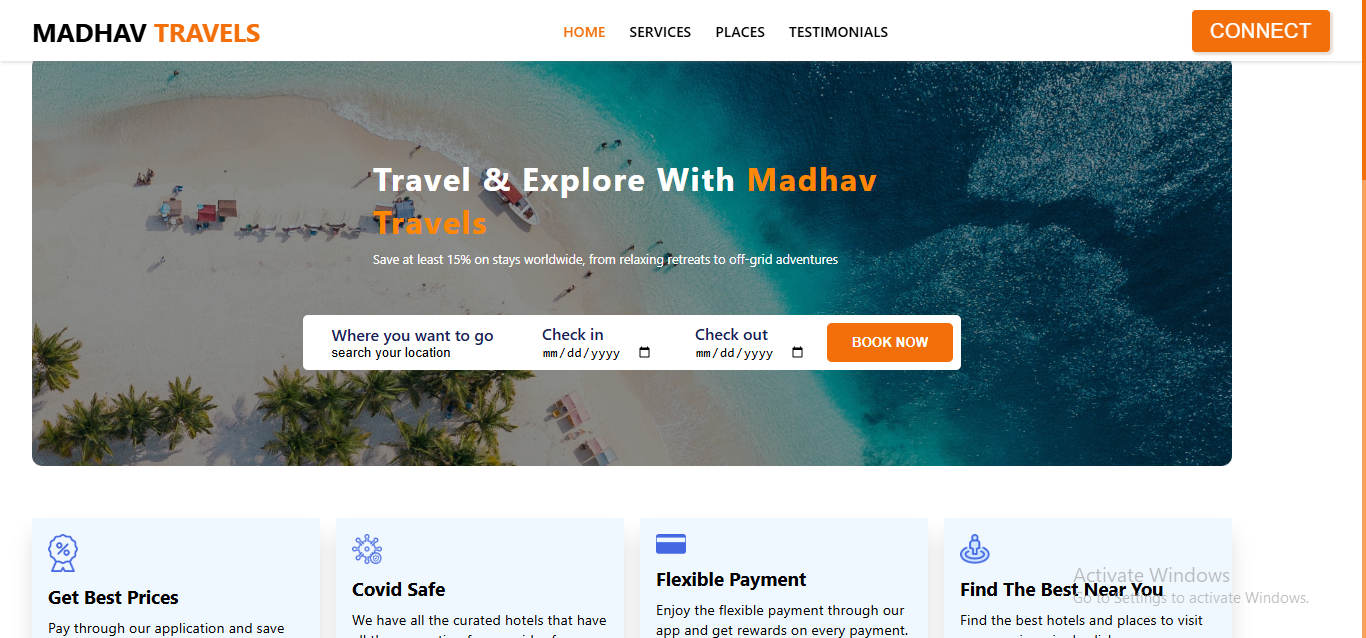 MADHAV TRAVELS
HOME SERVICES PLACES TESTIMONIALS
CONNECT
Travel & Explore With Madhav
Travels
Save at least 15% on stays worldwide, from relaxing retreats to off-grid adventures
Where you want to go
search your location
Check in
mm/dd/yyyy
Check out
mm/dd/yyyy
BOOK NOW
Get Best Prices
Pay through our application and save
Covid Safe
We have all the curated hotels that have
Flexible Payment
Enjoy the flexible payment through our
app and get rewards on every payment.
Find The Best Near You
Find the best hotels and places to visit
Activate Windows
Go to Settings to activate Windows.